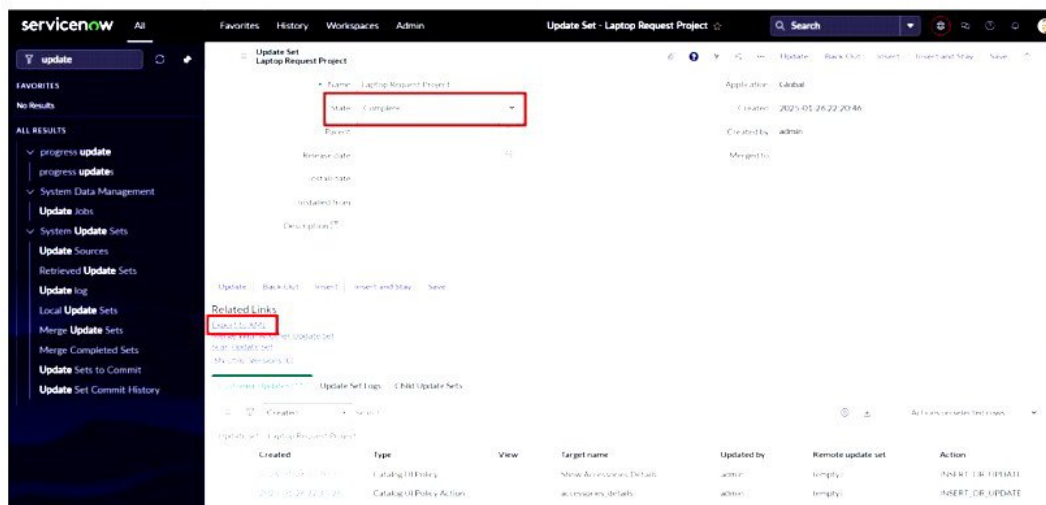 servicenow All Favorites History Workspaces Admin Update Set - Laptop Request Project Search
update
FAVORITES
No Results
ALL RESULTS
progress update
progress updates
System Data Management
Update Jobs
System Update Sets
Update Sources
Retrieved Update Sets
Update log
Local Update Sets
Merge Update Sets
Merge Completed Sets
Update Sets to Commit
Update Set Commit History
Update Set
Laptop Request Project
Update Back Out Insert Insert and Stay Save
Name Laptop Request Project
Application Global
State Complete
Created 2025-01-26 22:20:46
Parent
Created by admin
Release date
Merged to
Install date
Installed from
Description
Update Back Out Insert Insert and Stay Save
Related Links
Export to XML
Scan Update Set
Update Set Logs Child Update Sets
Created Search
Actions on selected rows
Update set Laptop Request Project
Created Type View Target name Updated by Remote update set Action
Catalog UI Policy Show Accessories Details admin (empty) INSERT_OR_UPDATE
Catalog UI Policy Action accessories_details admin (empty) INSERT_OR_UPDATE